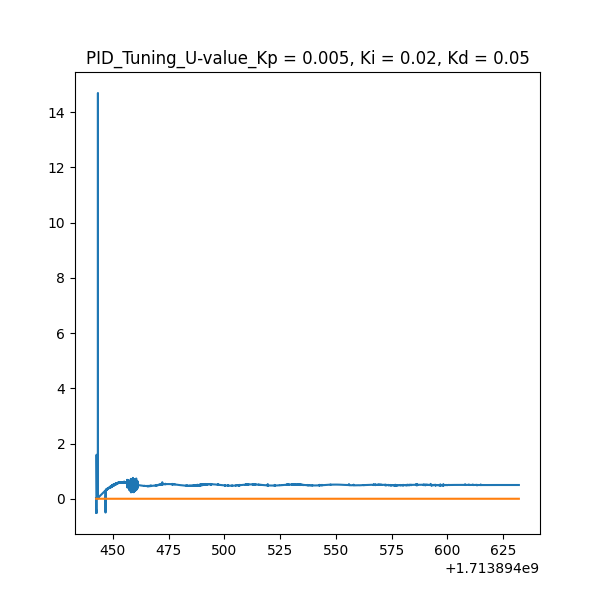 PID_Tuning_U-value_Kp = 0.005, Ki = 0.02, Kd = 0.05
14
12
10
8
6
4
2
0
450 475 500 525 550 575 600 625
+1.713894e9